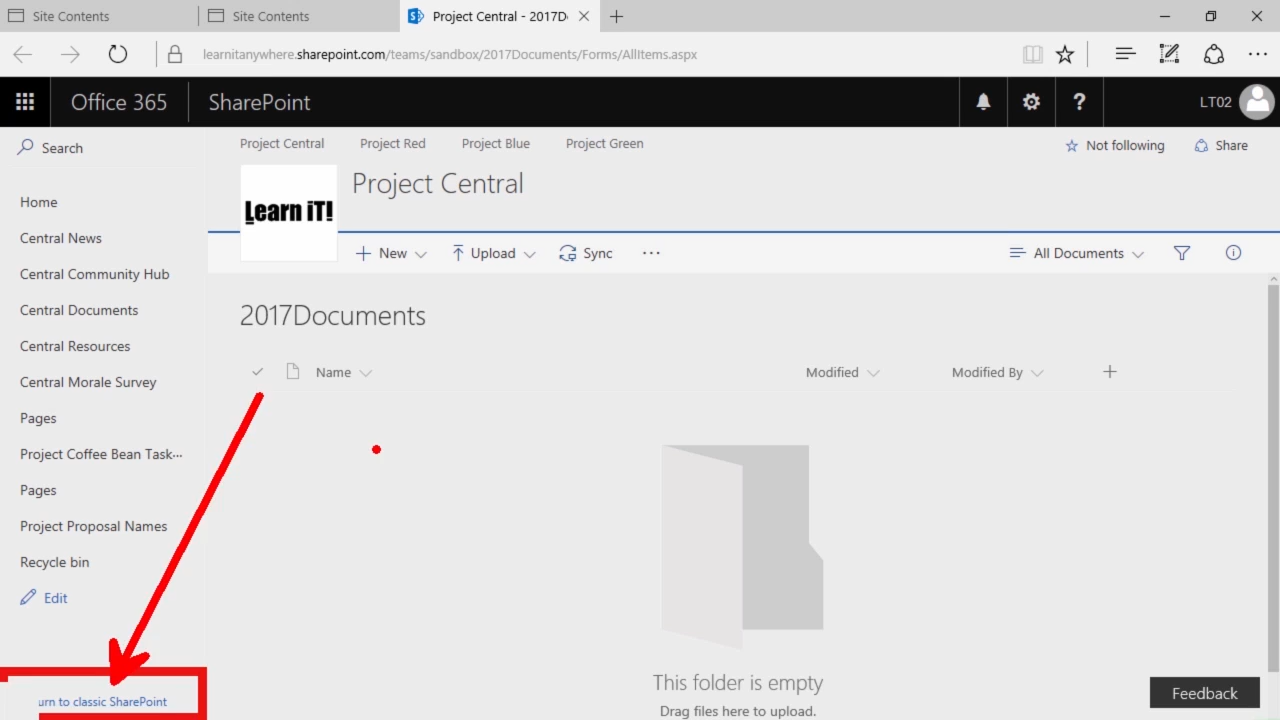 Site Contents
Site Contents
Project Central - 2017D
learnitanywhere.sharepoint.com/teams/sandbox/2017Documents/Forms/AllItems.aspx
Office 365
SharePoint
?
LT02
Search
Project Central
Project Red
Project Blue
Project Green
Not following
Share
Learn iT!
Project Central
New
Upload
Sync
...
All Documents
Home
Central News
Central Community Hub
Central Documents
Central Resources
Central Morale Survey
Pages
Project Coffee Bean Task...
Pages
Project Proposal Names
Recycle bin
Edit
urn to classic SharePoint
2017Documents
Name
Modified
Modified By
This folder is empty
Drag files here to upload.
Feedback